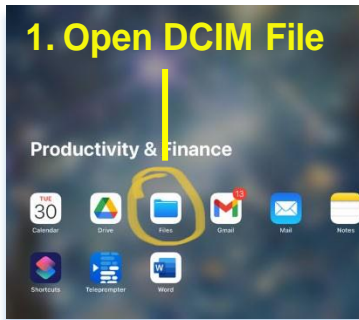 1. Open DCIM File
Productivity & Finance
TUE
30
13
W
Calendar
Drive
Files
Gmail
Mail
Notes
Shortcuts
Teleprompter
Word